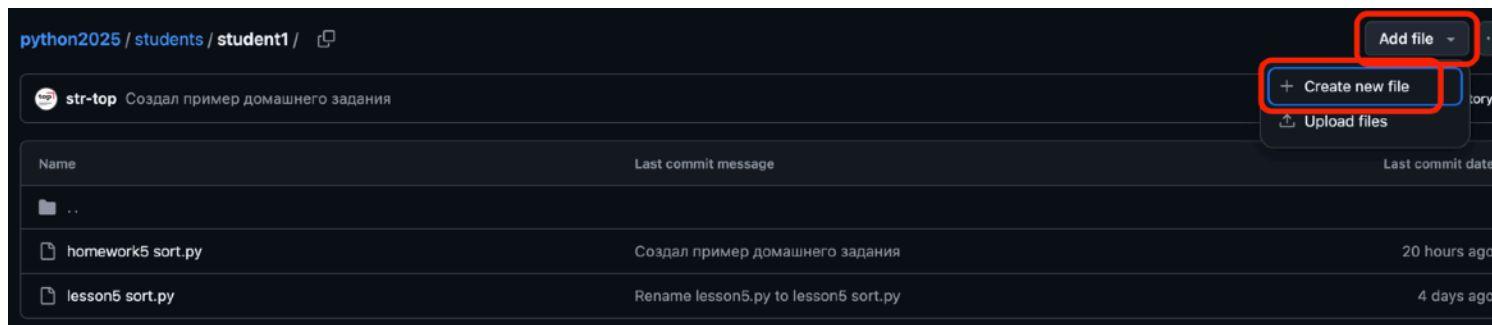 python2025 / students / student1 /
Add file
top
str-top Создал пример домашнего задания
+ Create new file
tory
Upload files
Name Last commit message Last commit date
..
homework5 sort.py Создал пример домашнего задания 20 hours ago
lesson5 sort.py Rename lesson5.py to lesson5 sort.py 4 days ago